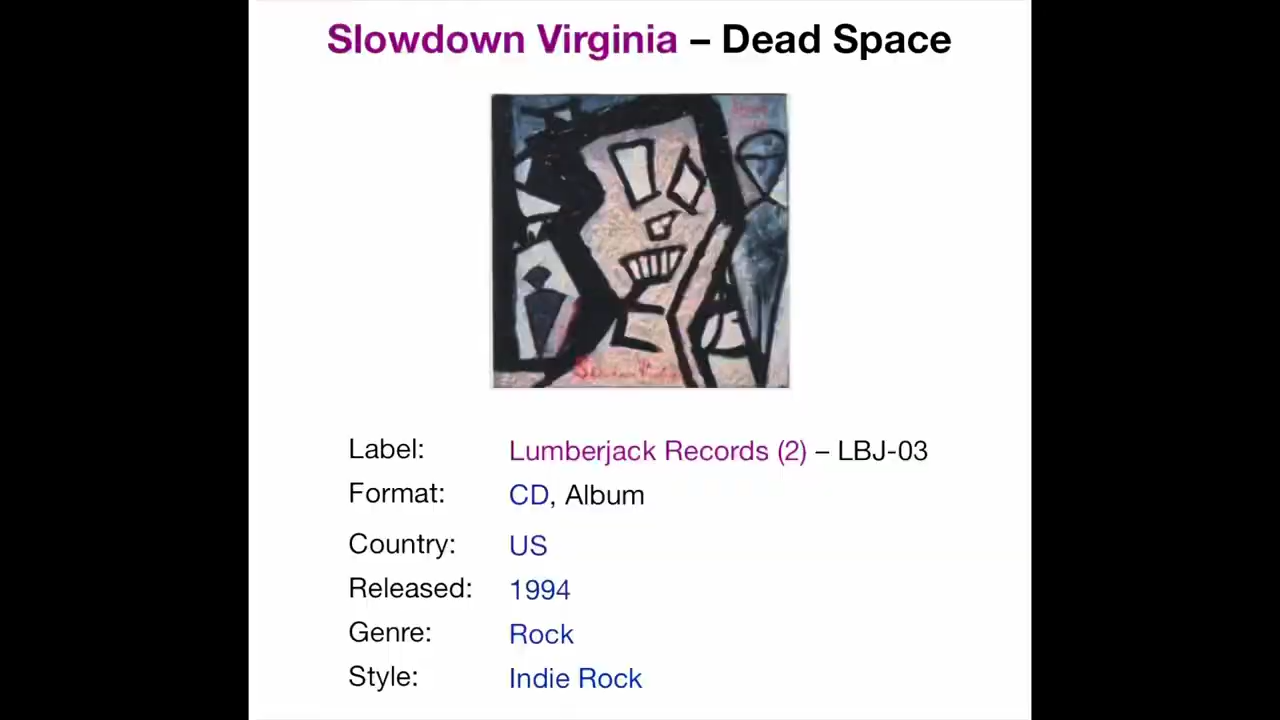 Slowdown Virginia – Dead Space
Label: Lumberjack Records (2) – LBJ-03
Format: CD, Album
Country: US
Released: 1994
Genre: Rock
Style: Indie Rock